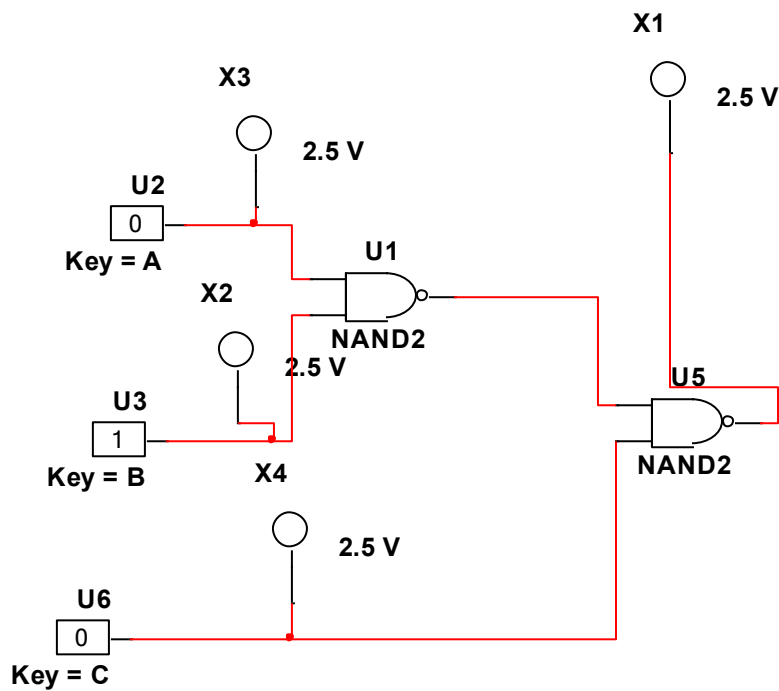 X1
2.5 V
X3
2.5 V
U2
0
Key = A
U1
NAND2
X2
2.5 V
U3
1
Key = B
U5
NAND2
X4
2.5 V
U6
0
Key = C